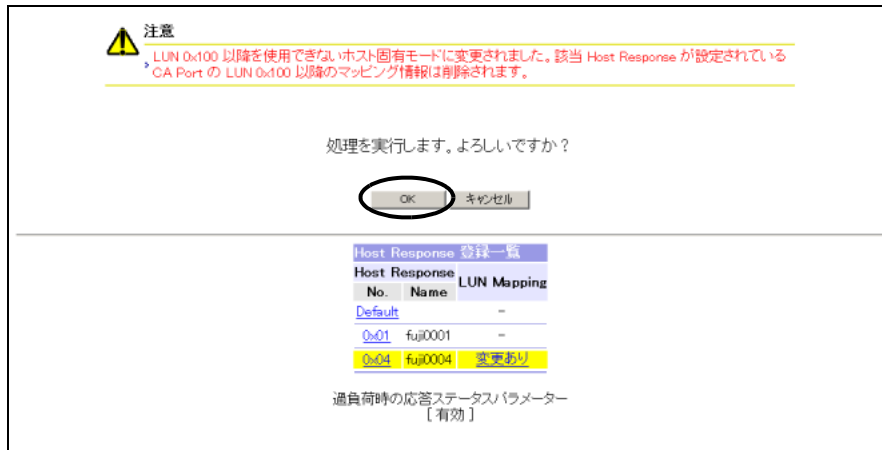 注意
LUN 0x100 以降を使用できないホスト固有モードに変更されました。該当 Host Response が設定されている
CA Port の LUN 0x100 以降のマッピング情報は削除されます。
処理を実行します。よろしいですか？
OK キャンセル
Host Response 登録一覧
Host Response LUN Mapping
No. Name
Default -
0x01 fuji0001 -
0x04 fuji0004 変更あり
過負荷時の応答ステータスパラメーター
[ 有効 ]